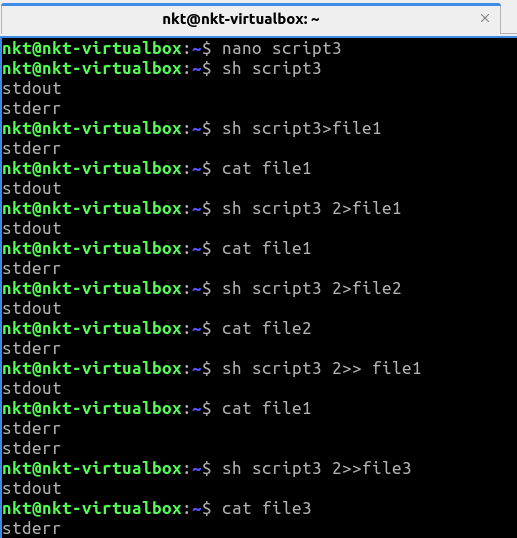 nkt@nkt-virtualbox: ~
×
nkt@nkt-virtualbox:~$ nano script3
nkt@nkt-virtualbox:~$ sh script3
stdout
stderr
nkt@nkt-virtualbox:~$ sh script3>file1
stderr
nkt@nkt-virtualbox:~$ cat file1
stdout
nkt@nkt-virtualbox:~$ sh script3 2>file1
stdout
nkt@nkt-virtualbox:~$ cat file1
stderr
nkt@nkt-virtualbox:~$ sh script3 2>file2
stdout
nkt@nkt-virtualbox:~$ cat file2
stderr
nkt@nkt-virtualbox:~$ sh script3 2>> file1
stdout
nkt@nkt-virtualbox:~$ cat file1
stderr
stderr
nkt@nkt-virtualbox:~$ sh script3 2>>file3
stdout
nkt@nkt-virtualbox:~$ cat file3
stderr